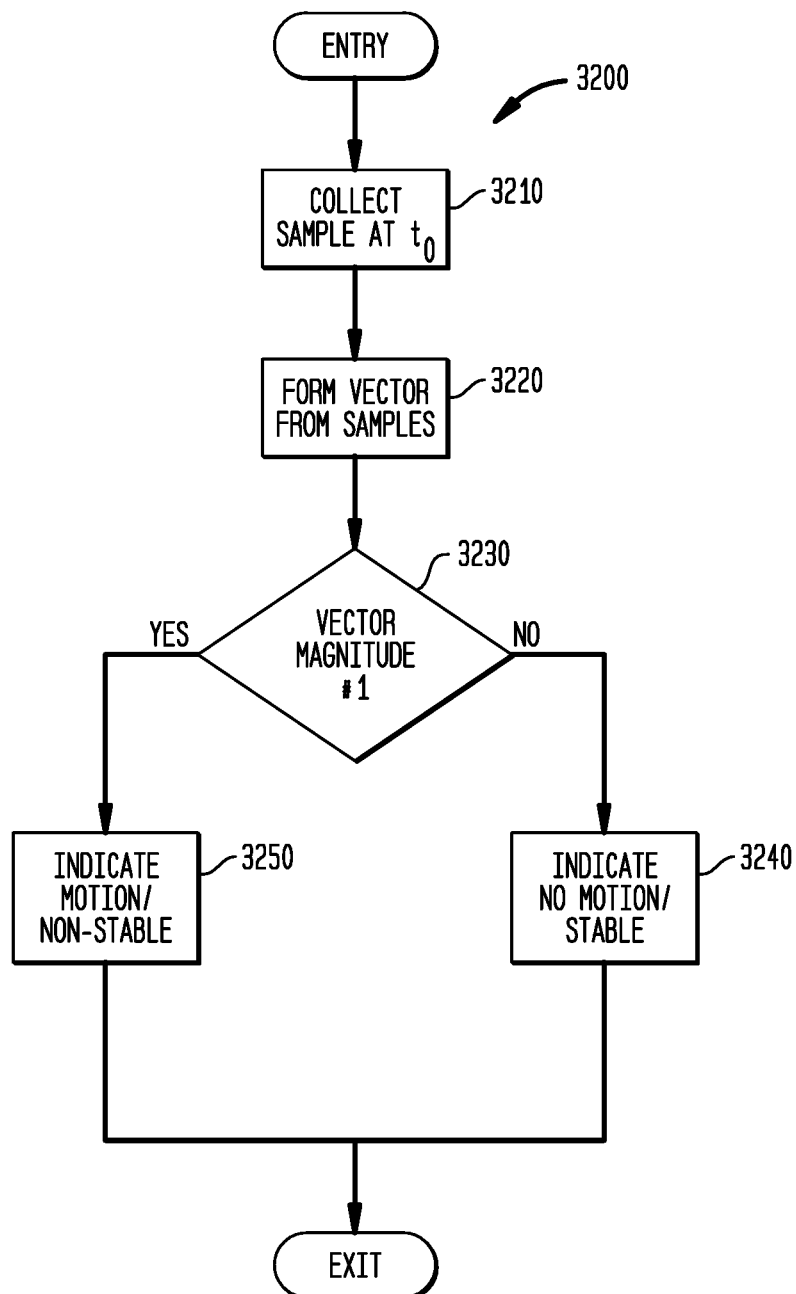 ENTRY
3200
COLLECT
SAMPLE AT t0
3210
FORM VECTOR
FROM SAMPLES
3220
3230
YES
VECTOR
MAGNITUDE
#1
NO
INDICATE
MOTION/
NON-STABLE
3250
INDICATE
NO MOTION/
STABLE
3240
EXIT